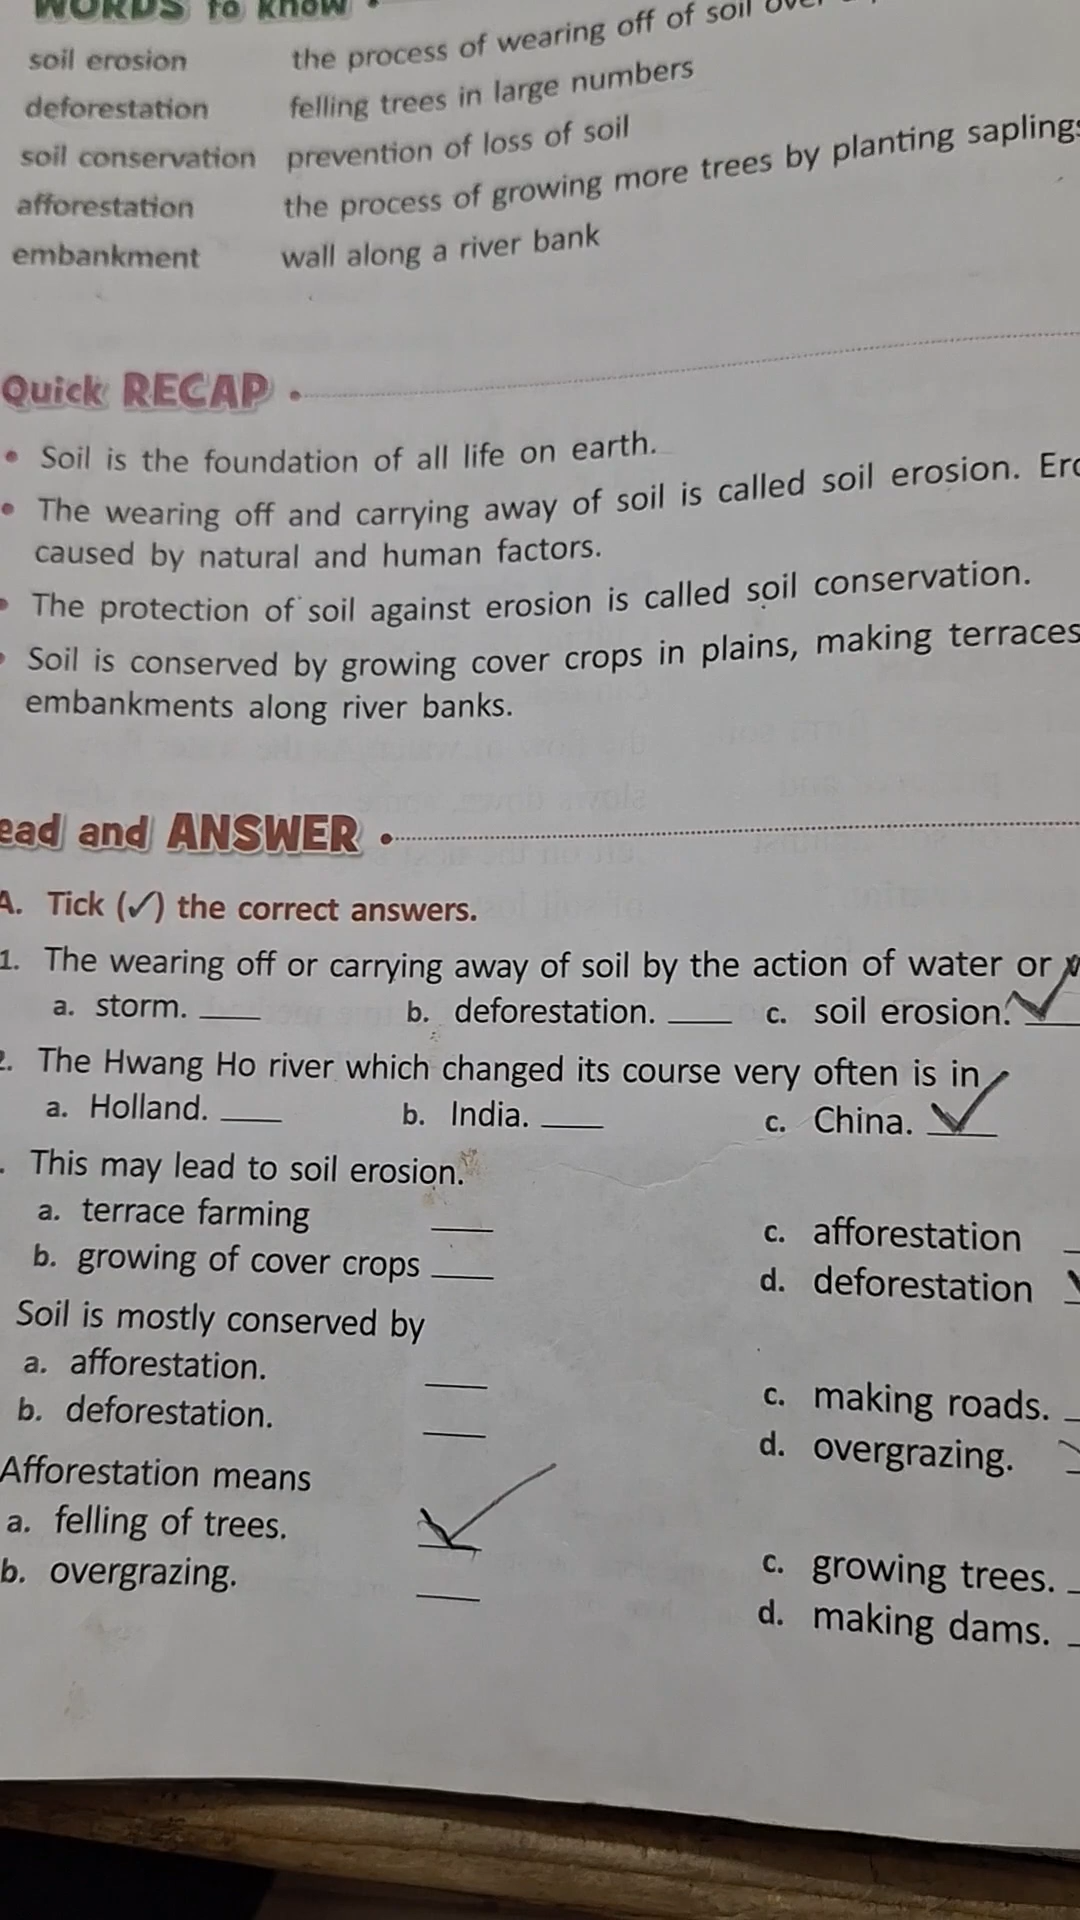 WORDS to know
soil erosion the process of wearing off of soil
deforestation felling trees in large numbers
soil conservation prevention of loss of soil
afforestation the process of growing more trees by planting saplings
embankment wall along a river bank
Quick RECAP
• Soil is the foundation of all life on earth.
• The wearing off and carrying away of soil is called soil erosion.
caused by natural and human factors.
• The protection of soil against erosion is called soil conservation.
• Soil is conserved by growing cover crops in plains, making terraces
embankments along river banks.
ead and ANSWER
A. Tick (✓) the correct answers.
1. The wearing off or carrying away of soil by the action of water or
a. storm. ____ b. deforestation. ____ c. soil erosion. ✓
2. The Hwang Ho river which changed its course very often is in
a. Holland. ____ b. India. ____ c. China. ✓
. This may lead to soil erosion.
a. terrace farming ____ c. afforestation
b. growing of cover crops ____ d. deforestation
Soil is mostly conserved by
a. afforestation. ____ c. making roads.
b. deforestation. ____ d. overgrazing.
Afforestation means
a. felling of trees. ✓ c. growing trees.
b. overgrazing. ____ d. making dams.